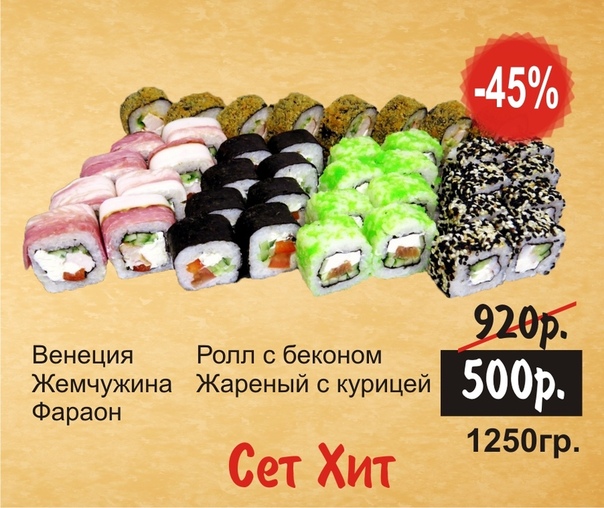 -45%
920р.
500р.
1250гр.
Венеция
Жемчужина
Фараон
Ролл с беконом
Жареный с курицей
Сет Хит